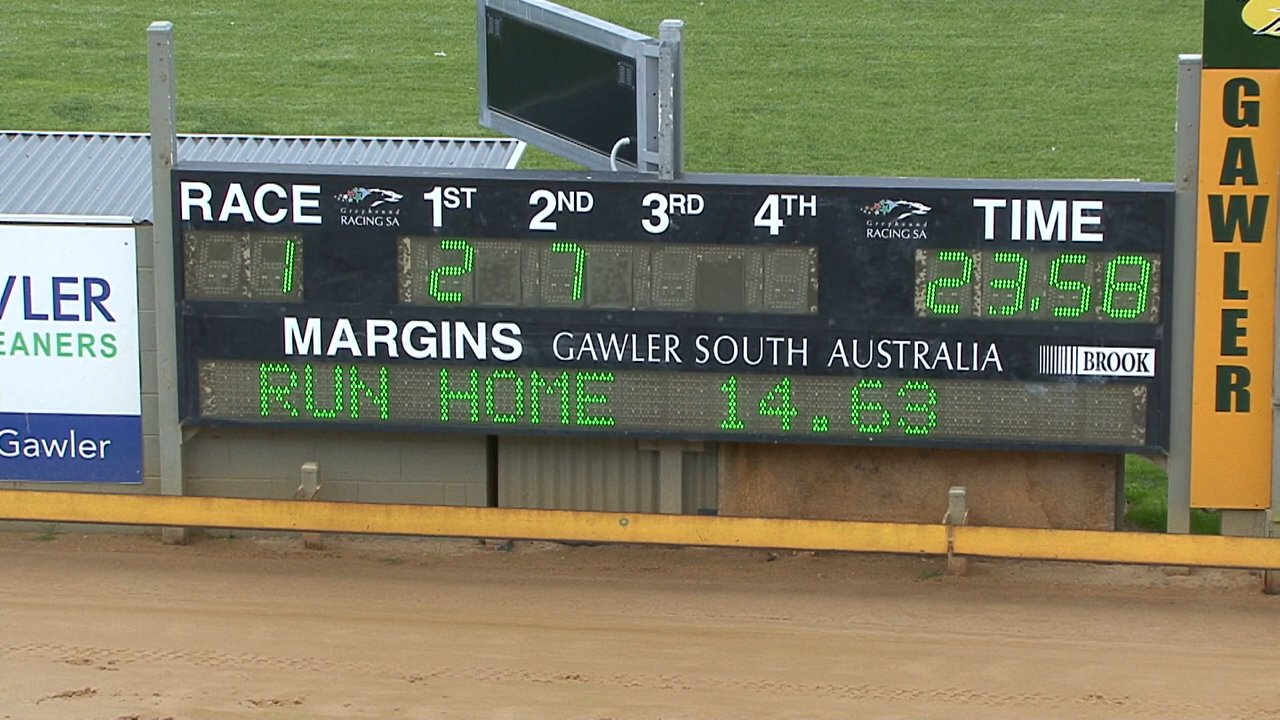 RACE
Greyhound
RACING SA
1ST 2ND 3RD 4TH
Greyhound
RACING SA
TIME
1 2 7 23.58
MARGINS GAWLER SOUTH AUSTRALIA BROOK
RUN HOME 14.63
WLER
EANERS
Gawler
GAWLER